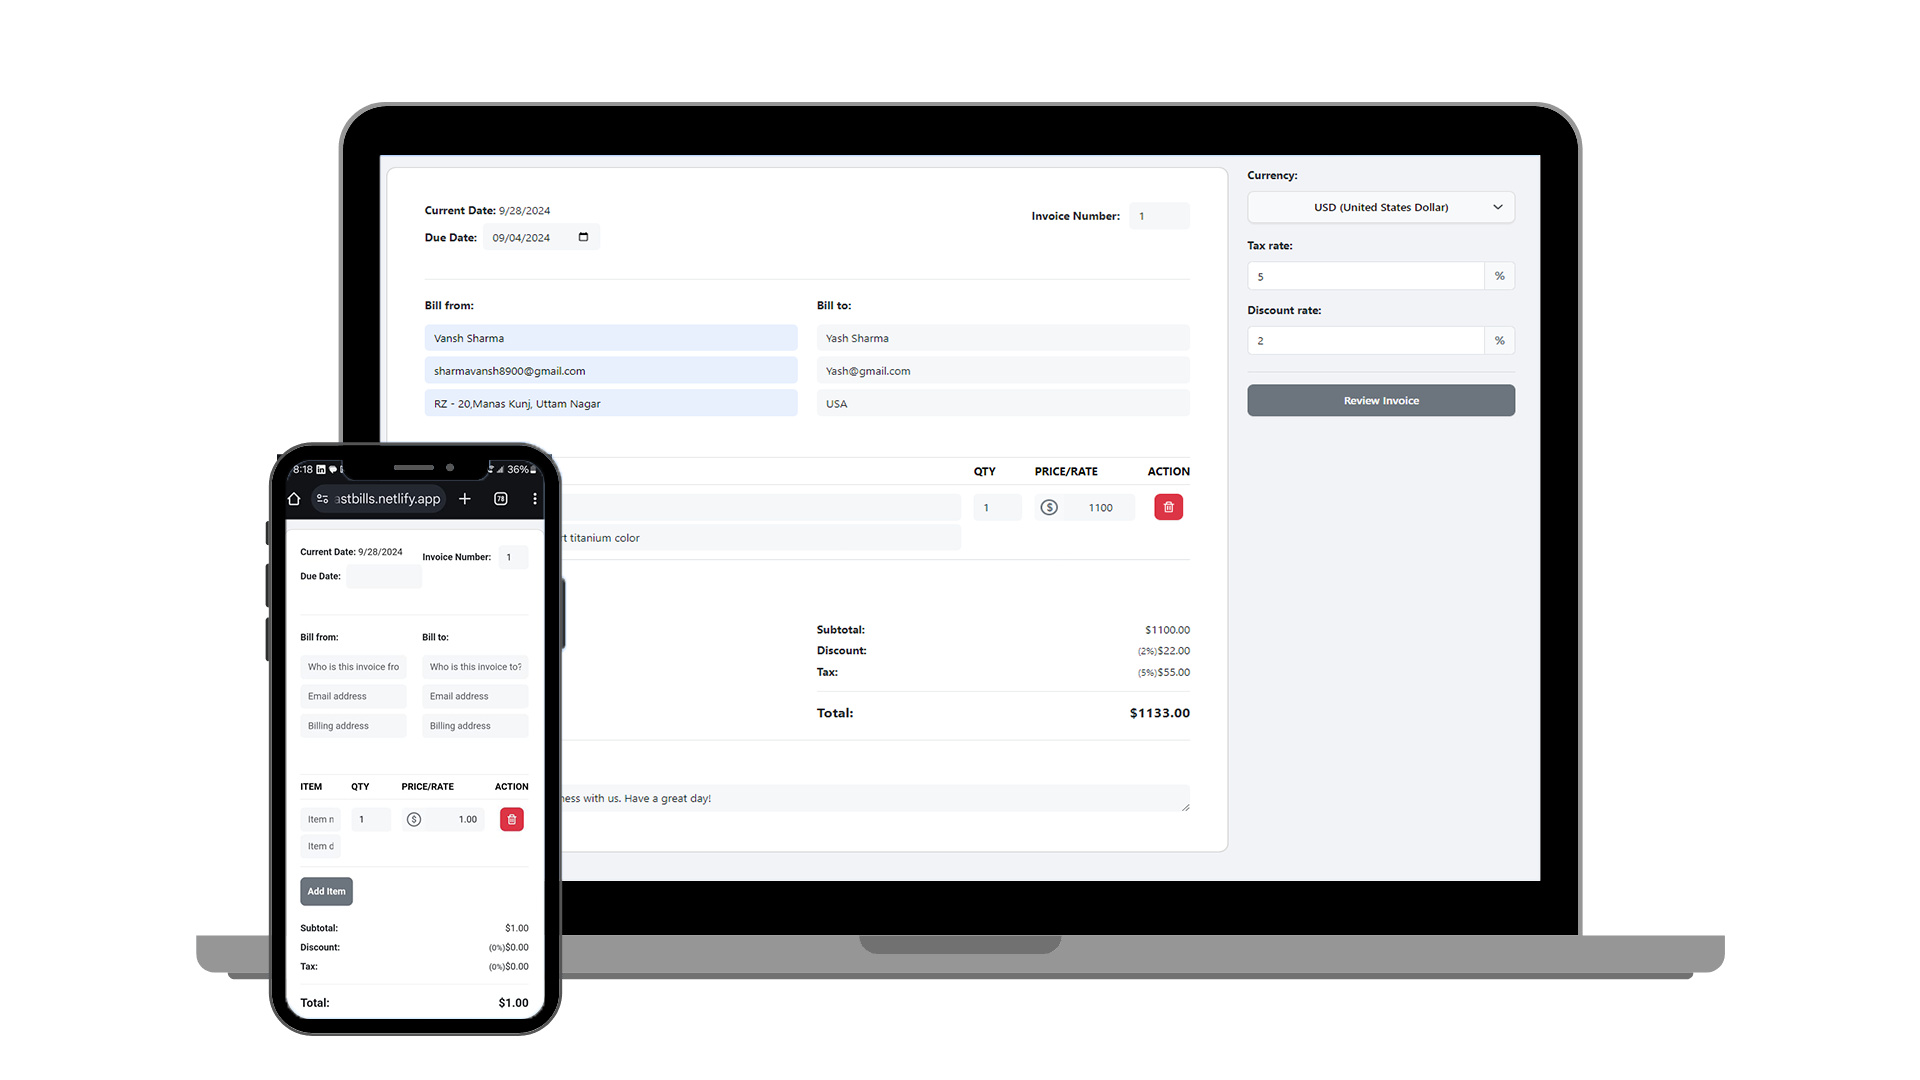 Current Date: 9/28/2024
Due Date: 09/04/2024
Invoice Number: 1
Bill from:
Vansh Sharma
sharmavansh8900@gmail.com
RZ - 20,Manas Kunj, Uttam Nagar
Bill to:
Yash Sharma
Yash@gmail.com
USA
QTY PRICE/RATE ACTION
1 $ 1100
titanium color
Subtotal: $1100.00
Discount: (2%)$22.00
Tax: (5%)$55.00
Total: $1133.00
with us. Have a great day!
Currency:
USD (United States Dollar)
Tax rate:
5 %
Discount rate:
2 %
Review Invoice
8:18 in 36%
astbills.netlify.app 78
Current Date: 9/28/2024
Invoice Number: 1
Due Date:
Bill from:
Who is this invoice fro
Email address
Billing address
Bill to:
Who is this invoice to?
Email address
Billing address
ITEM QTY PRICE/RATE ACTION
Item n 1 $ 1.00
Item d
Add Item
Subtotal: $1.00
Discount: (0%)$0.00
Tax: (0%)$0.00
Total: $1.00